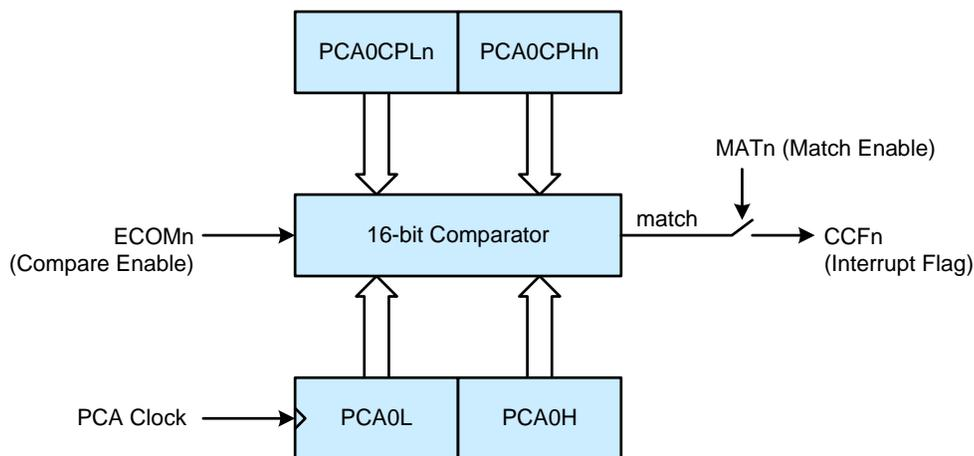 PCA0CPLn PCA0CPHn
MATn (Match Enable)
ECOMn
(Compare Enable)
16-bit Comparator
match
CCFn
(Interrupt Flag)
PCA Clock
PCA0L PCA0H